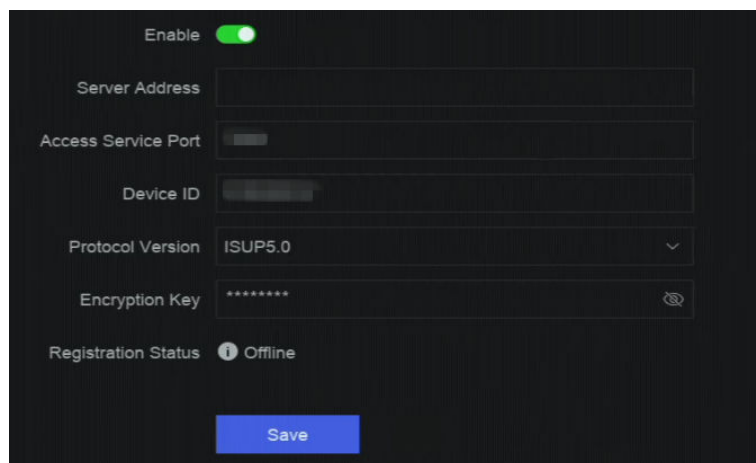 Enable
Server Address
Access Service Port
Device ID
Protocol Version ISUP5.0
Encryption Key ********
Registration Status Offline
Save